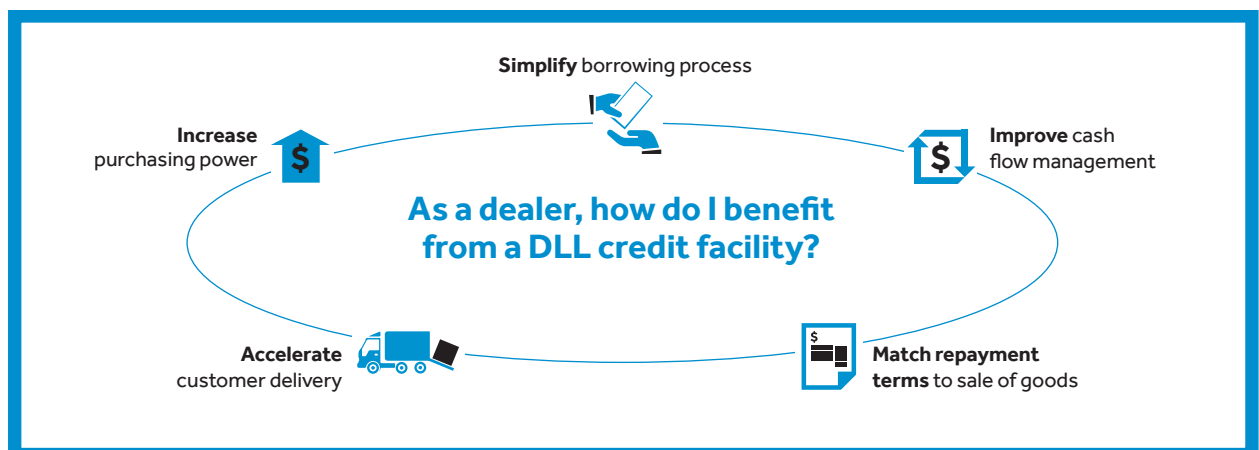 Simplify borrowing process
Increase
purchasing power
$
$
Improve cash
flow management
As a dealer, how do I benefit
from a DLL credit facility?
Accelerate
customer delivery
$
Match repayment
terms to sale of goods